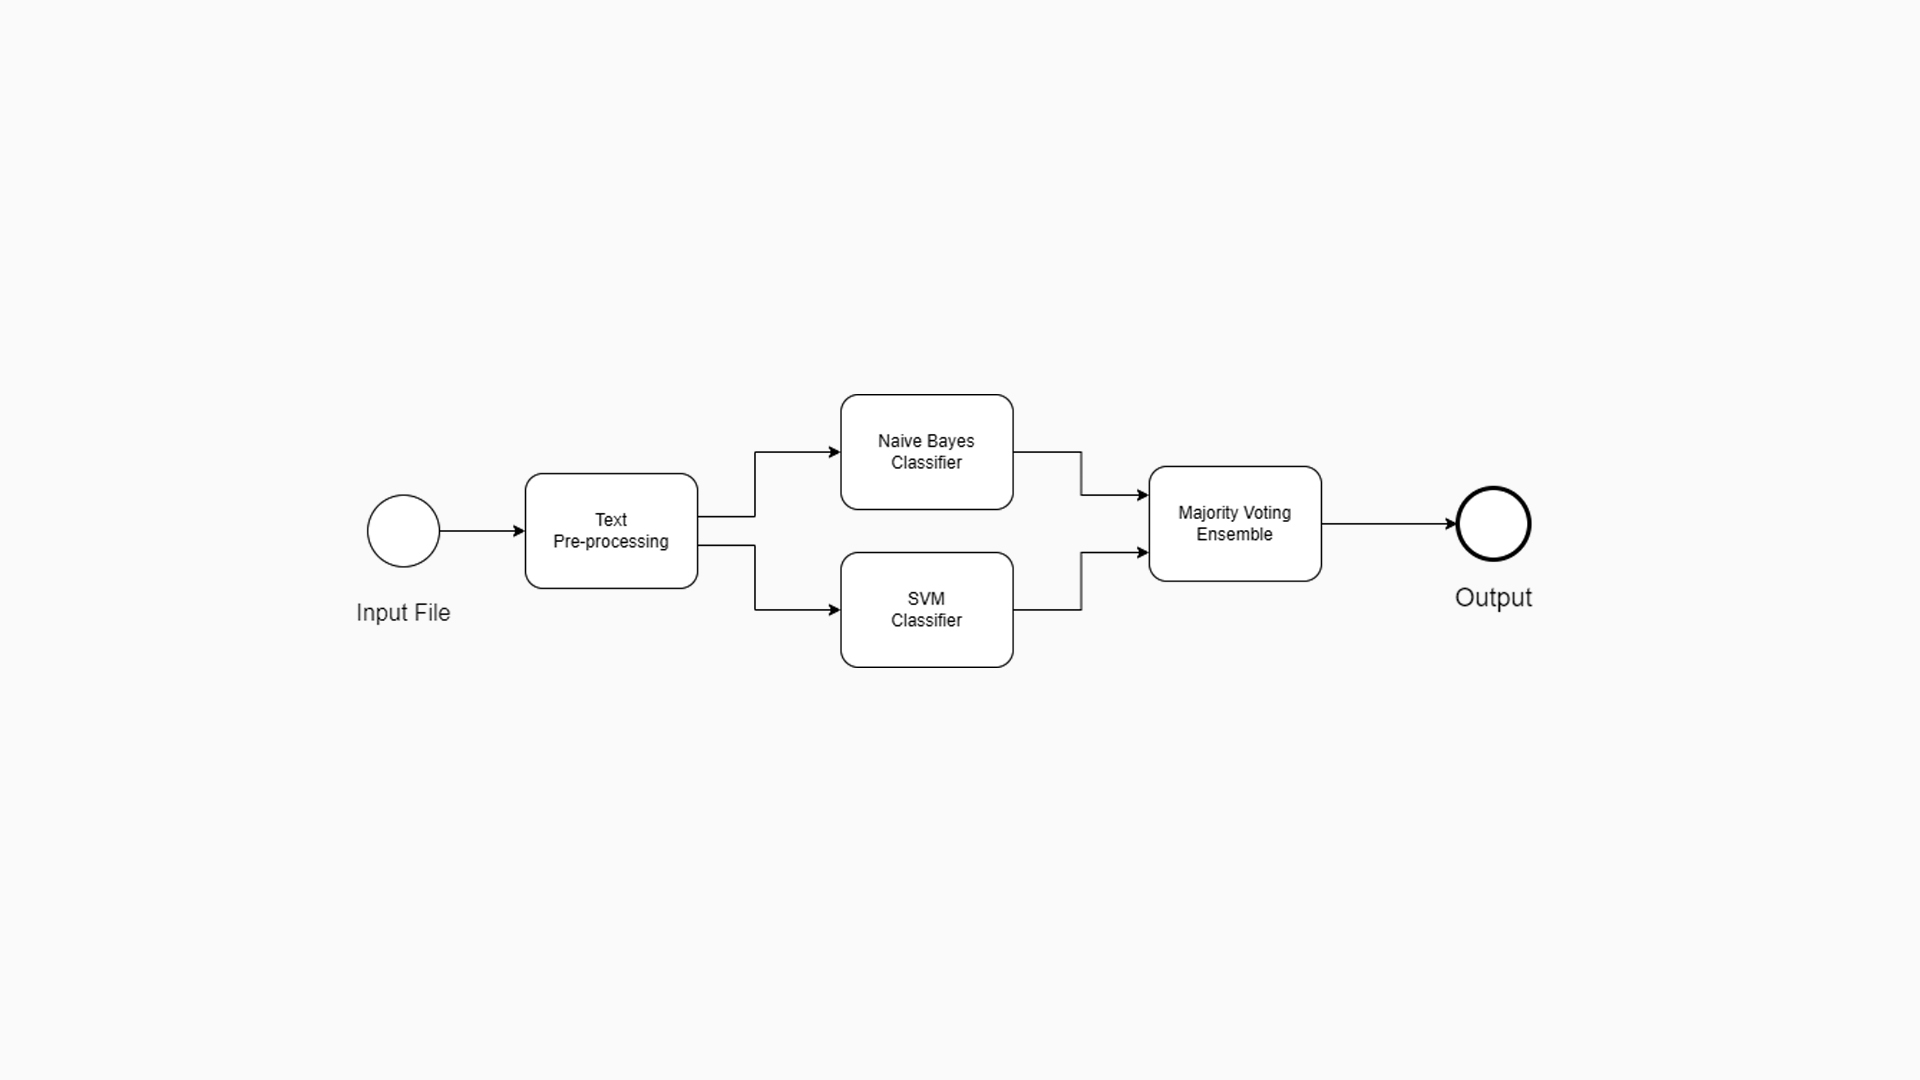 Input File
Text
Pre-processing
Naive Bayes
Classifier
SVM
Classifier
Majority Voting
Ensemble
Output